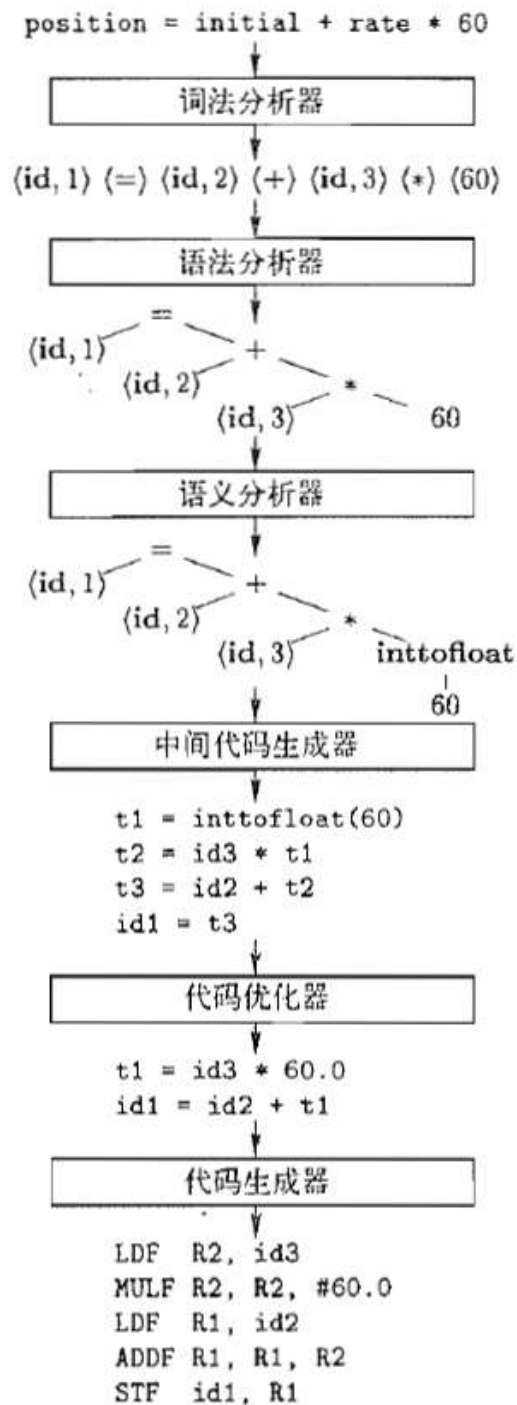 position = initial + rate * 60
词法分析器
⟨id, 1⟩ ⟨=⟩ ⟨id, 2⟩ ⟨+⟩ ⟨id, 3⟩ ⟨*⟩ ⟨60⟩
语法分析器
=
⟨id, 1⟩ +
⟨id, 2⟩ *
⟨id, 3⟩ 60
语义分析器
=
⟨id, 1⟩ +
⟨id, 2⟩ *
⟨id, 3⟩ inttofloat
60
中间代码生成器
t1 = inttofloat(60)
t2 = id3 * t1
t3 = id2 + t2
id1 = t3
代码优化器
t1 = id3 * 60.0
id1 = id2 + t1
代码生成器
LDF R2, id3
MULF R2, R2, #60.0
LDF R1, id2
ADDF R1, R1, R2
STF id1, R1